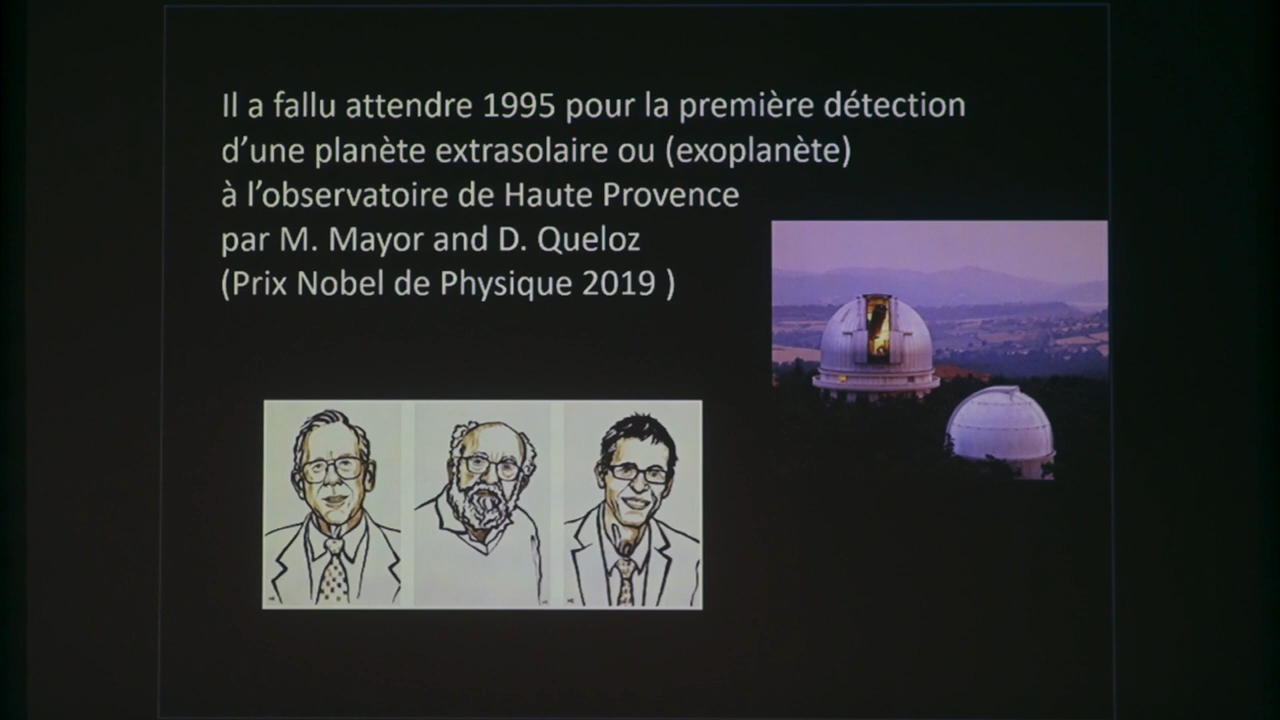 Il a fallu attendre 1995 pour la première détection
d’une planète extrasolaire ou (exoplanète)
à l’observatoire de Haute Provence
par M. Mayor and D. Queloz
(Prix Nobel de Physique 2019 )